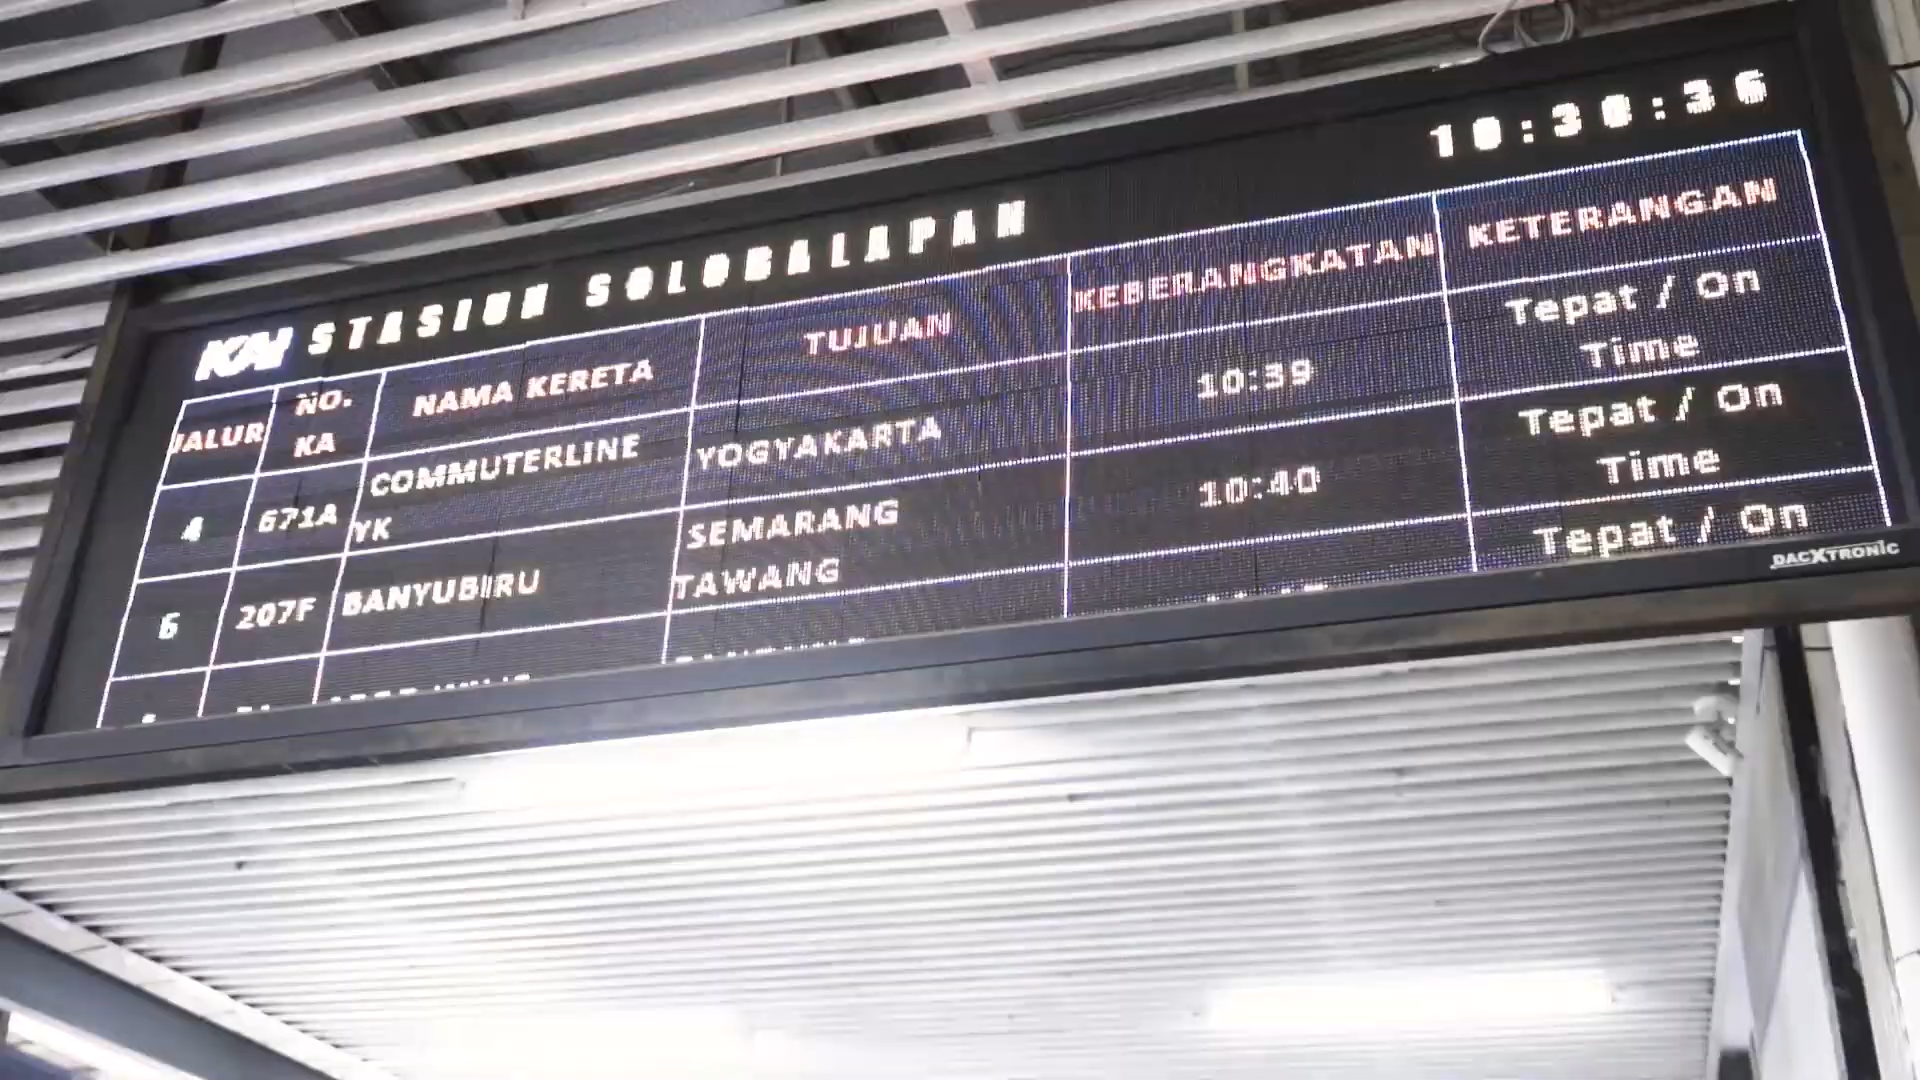 10:30:36
KAI STASIUN SOLOBALAPAN
JALUR NO. KA NAMA KERETA TUJUAN KEBERANGKATAN KETERANGAN
4 671A COMMUTERLINE YK YOGYAKARTA 10:39 Tepat / On Time
6 207F BANYUBIRU SEMARANG TAWANG 10:40 Tepat / On Time
Tepat / On
DACXTRONIC